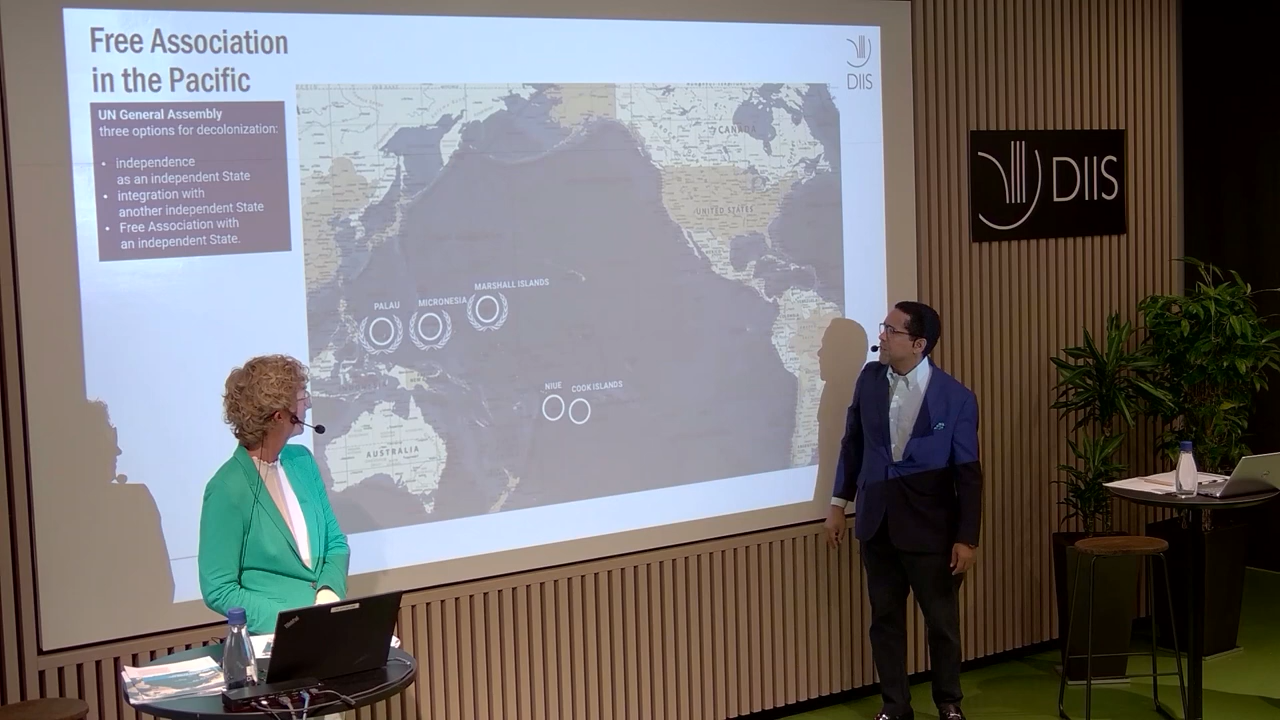 Free Association
in the Pacific
DIIS
UN General Assembly
three options for decolonization:
• independence
as an independent State
• integration with
another independent State
• Free Association with
an independent State.
CANADA
UNITED STATES
DIIS
MARSHALL ISLANDS
MICRONESIA
PALAU
NIUE
COOK ISLANDS
AUSTRALIA